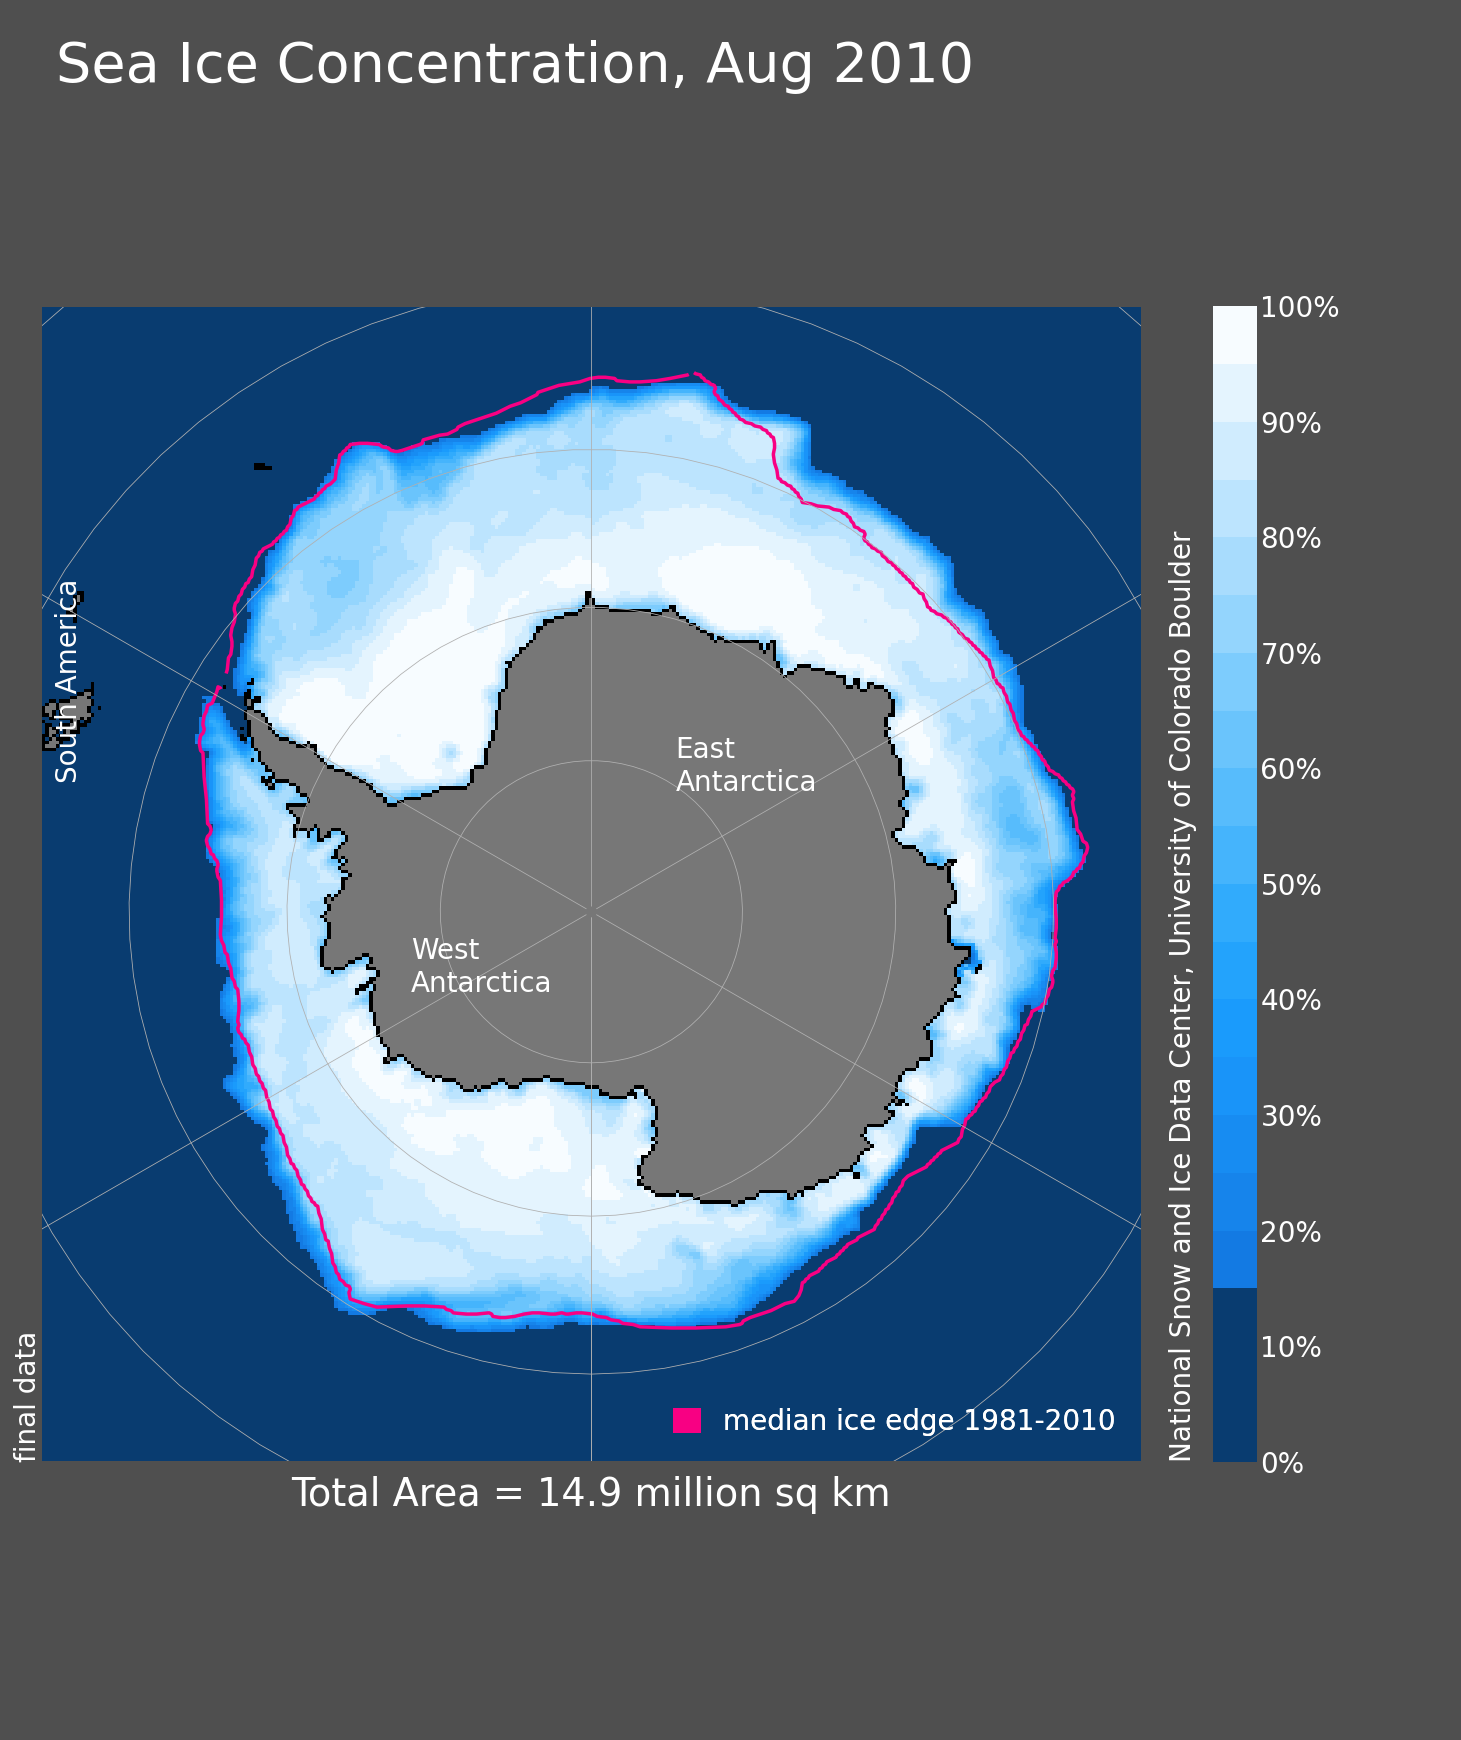 Sea Ice Concentration, Aug 2010
South America
East
Antarctica
West
Antarctica
median ice edge 1981-2010
final data
Total Area = 14.9 million sq km
National Snow and Ice Data Center, University of Colorado Boulder
100%
90%
80%
70%
60%
50%
40%
30%
20%
10%
0%